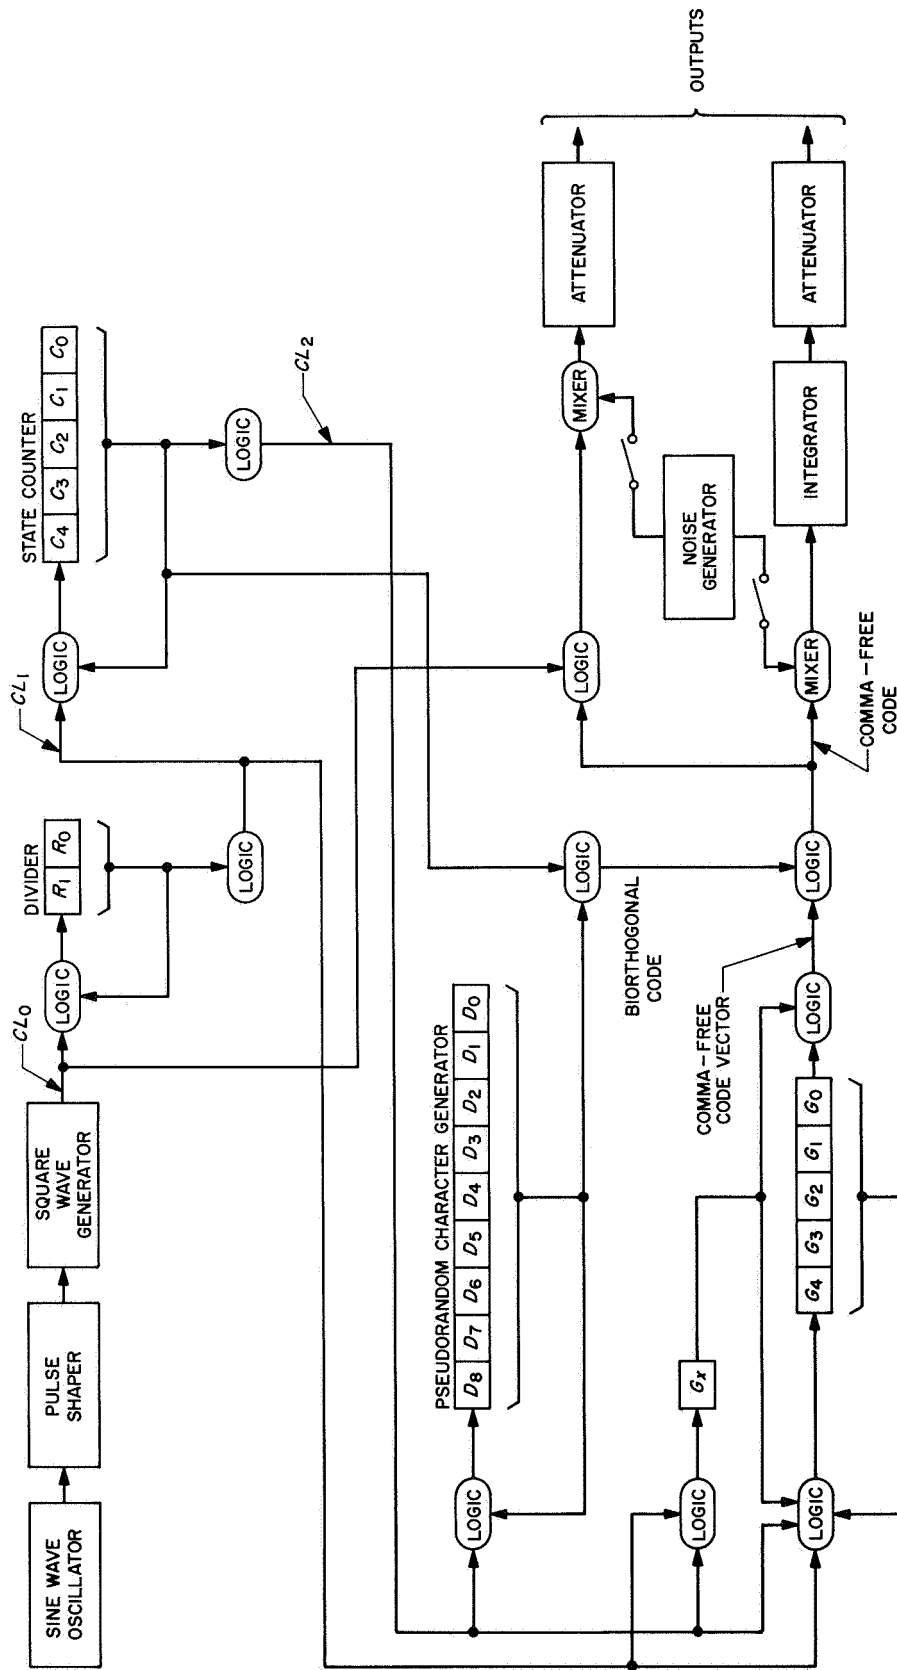 SINE WAVE
OSCILLATOR
PULSE
SHAPER
SQUARE
WAVE
GENERATOR
CL0
LOGIC
DIVIDER
R1 R0
LOGIC
CL1
LOGIC
STATE COUNTER
C4 C3 C2 C1 C0
LOGIC
CL2
LOGIC
PSEUDORANDOM CHARACTER GENERATOR
D8 D7 D6 D5 D4 D3 D2 D1 D0
LOGIC
BIORTHOGONAL
CODE
LOGIC
MIXER
ATTENUATOR
NOISE
GENERATOR
OUTPUTS
LOGIC
Gx
COMMA-FREE
CODE VECTOR
LOGIC
G4 G3 G2 G1 G0
LOGIC
LOGIC
MIXER
COMMA-FREE
CODE
INTEGRATOR
ATTENUATOR